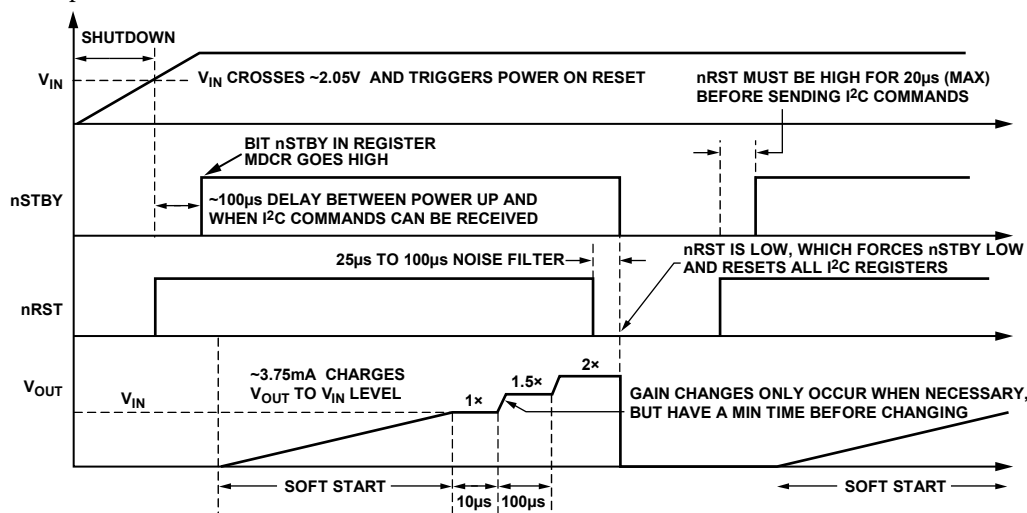 SHUTDOWN
VIN
VIN CROSSES ~2.05V AND TRIGGERS POWER ON RESET
nRST MUST BE HIGH FOR 20µs (MAX)
BEFORE SENDING I2C COMMANDS
BIT nSTBY IN REGISTER
MDCR GOES HIGH
nSTBY
~100µs DELAY BETWEEN POWER UP AND
WHEN I2C COMMANDS CAN BE RECEIVED
25µs TO 100µs NOISE FILTER
nRST IS LOW, WHICH FORCES nSTBY LOW
AND RESETS ALL I2C REGISTERS
nRST
VOUT
VIN
~3.75mA CHARGES
VOUT TO VIN LEVEL
1×
1.5×
2×
GAIN CHANGES ONLY OCCUR WHEN NECESSARY,
BUT HAVE A MIN TIME BEFORE CHANGING
SOFT START
10µs
100µs
SOFT START